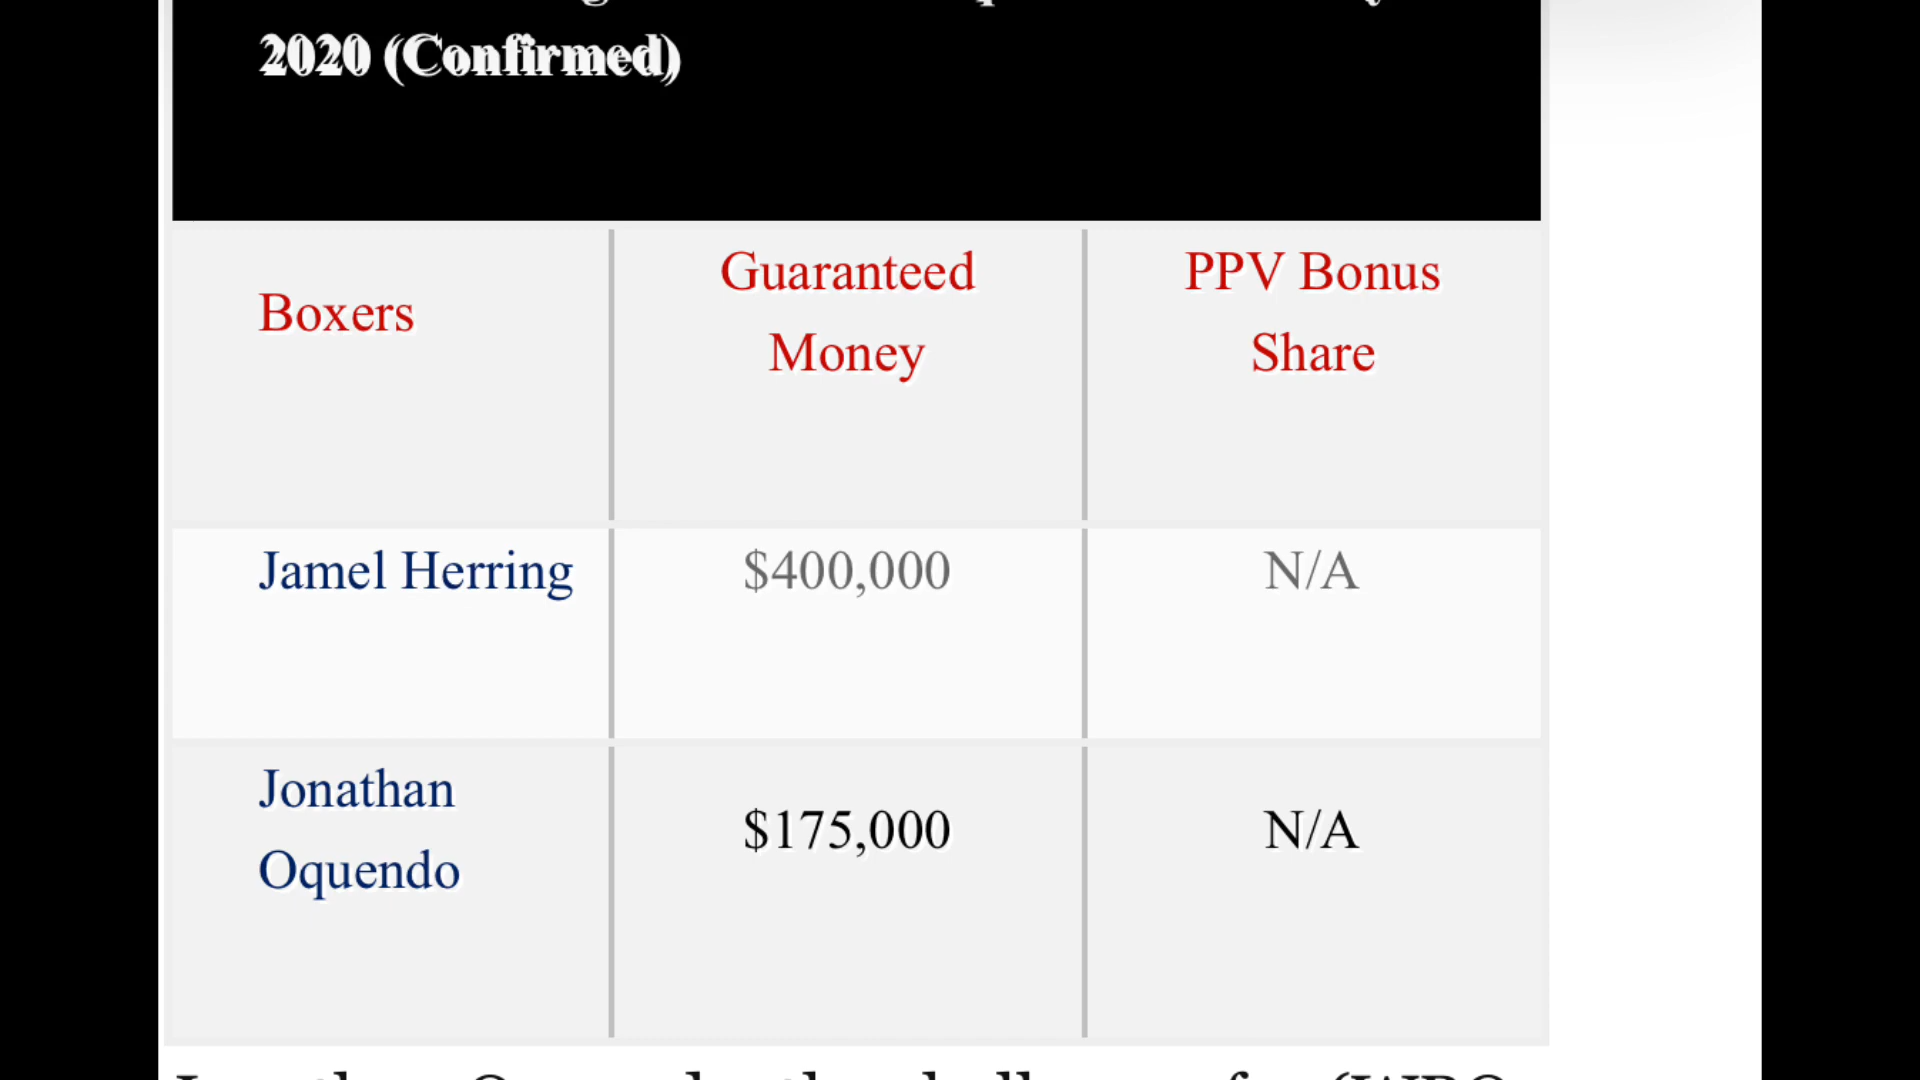 2020 (Confirmed)
Boxers
Guaranteed
Money
PPV Bonus
Share
Jamel Herring
$400,000
N/A
Jonathan
Oquendo
$175,000
N/A